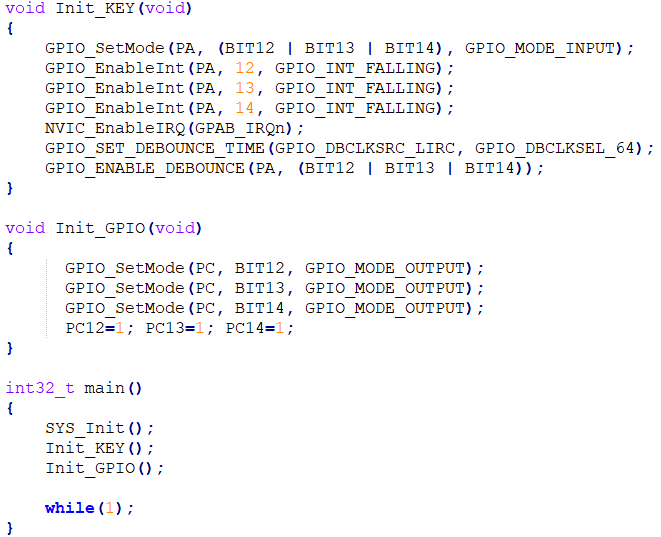 void Init_KEY(void)
{
    GPIO_SetMode(PA, (BIT12 | BIT13 | BIT14), GPIO_MODE_INPUT);
    GPIO_EnableInt(PA, 12, GPIO_INT_FALLING);
    GPIO_EnableInt(PA, 13, GPIO_INT_FALLING);
    GPIO_EnableInt(PA, 14, GPIO_INT_FALLING);
    NVIC_EnableIRQ(GPAB_IRQn);
    GPIO_SET_DEBOUNCE_TIME(GPIO_DBCLKSRC_LIRC, GPIO_DBCLKSEL_64);
    GPIO_ENABLE_DEBOUNCE(PA, (BIT12 | BIT13 | BIT14));
}

void Init_GPIO(void)
{
      GPIO_SetMode(PC, BIT12, GPIO_MODE_OUTPUT);
      GPIO_SetMode(PC, BIT13, GPIO_MODE_OUTPUT);
      GPIO_SetMode(PC, BIT14, GPIO_MODE_OUTPUT);
      PC12=1; PC13=1; PC14=1;
}

int32_t main()
{
    SYS_Init();
    Init_KEY();
    Init_GPIO();

    while(1);
}